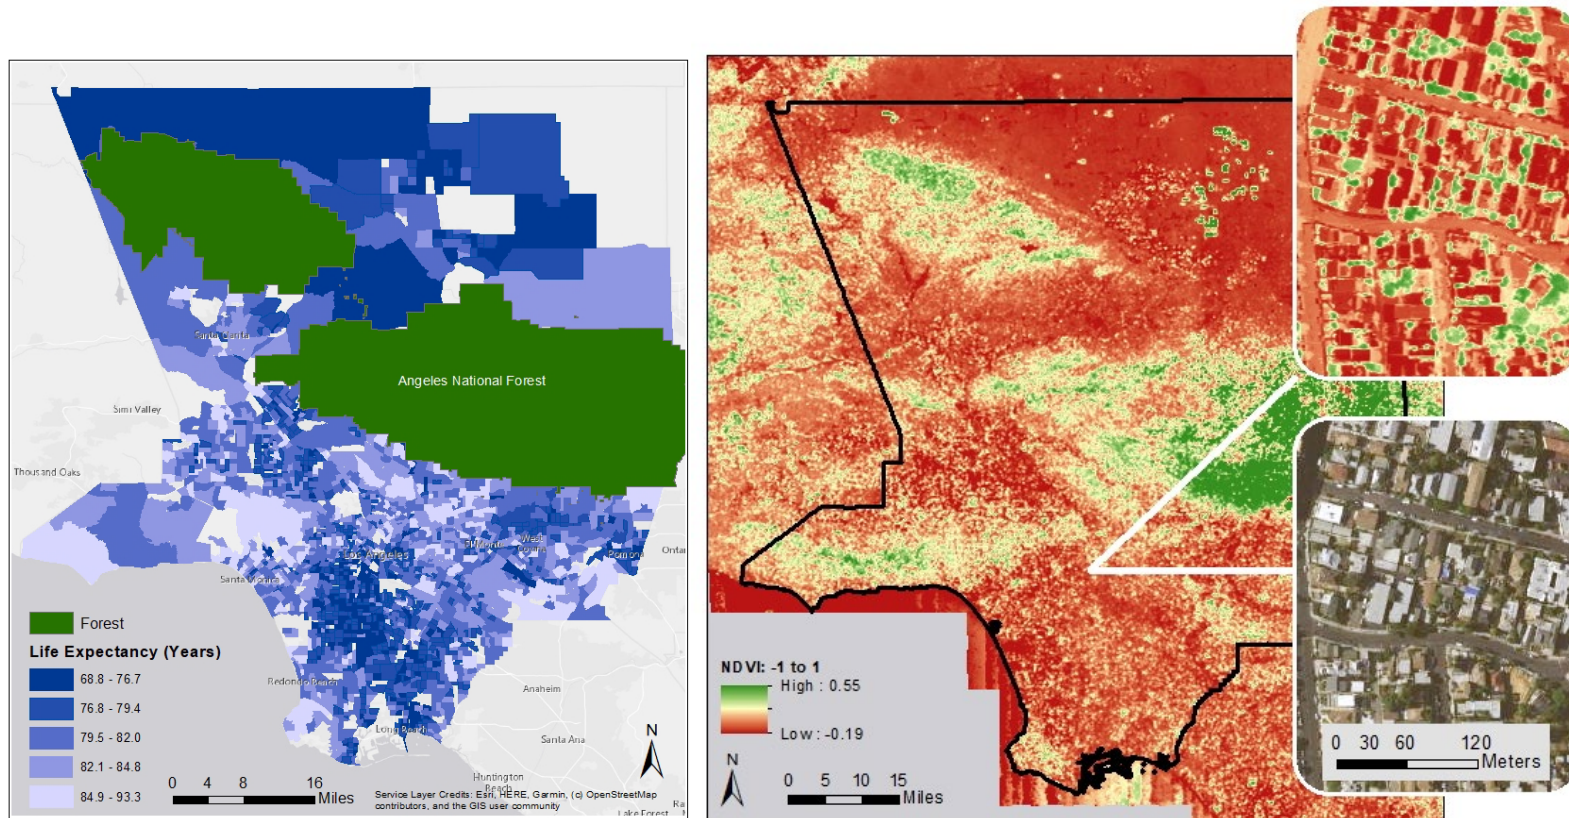 Angeles National Forest
Santa Clarita
Simi Valley
Thousand Oaks
Los Angeles
El Monte
West
Covina
Pomona
Ontar
Santa Monica
Redondo Beach
Anaheim
Long Beach
Santa Ana
Huntington
Beach
Lake Forest
Ra
Forest
Life Expectancy (Years)
68.8 - 76.7
76.8 - 79.4
79.5 - 82.0
82.1 - 84.8
84.9 - 93.3
0 4 8 16
Miles
Service Layer Credits: Esri, HERE, Garmin, (c) OpenStreetMap
contributors, and the GIS user community
N
NDVI: -1 to 1
High : 0.55
Low : -0.19
N
0 5 10 15
Miles
0 30 60 120
Meters